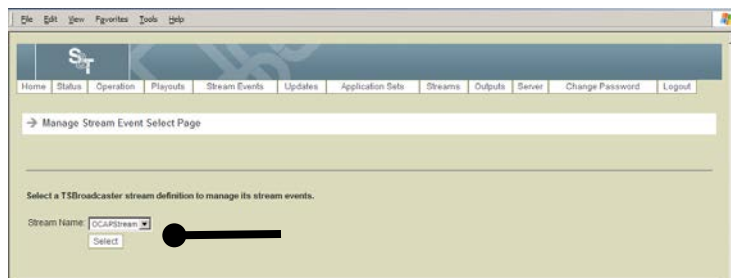 File Edit View Favorites Tools Help
S&T
Home Status Operation Playouts Stream Events Updates Application Sets Streams Outputs Server Change Password Logout
→ Manage Stream Event Select Page
Select a TSBroadcaster stream definition to manage its stream events.
Stream Name: OCAPStream
Select